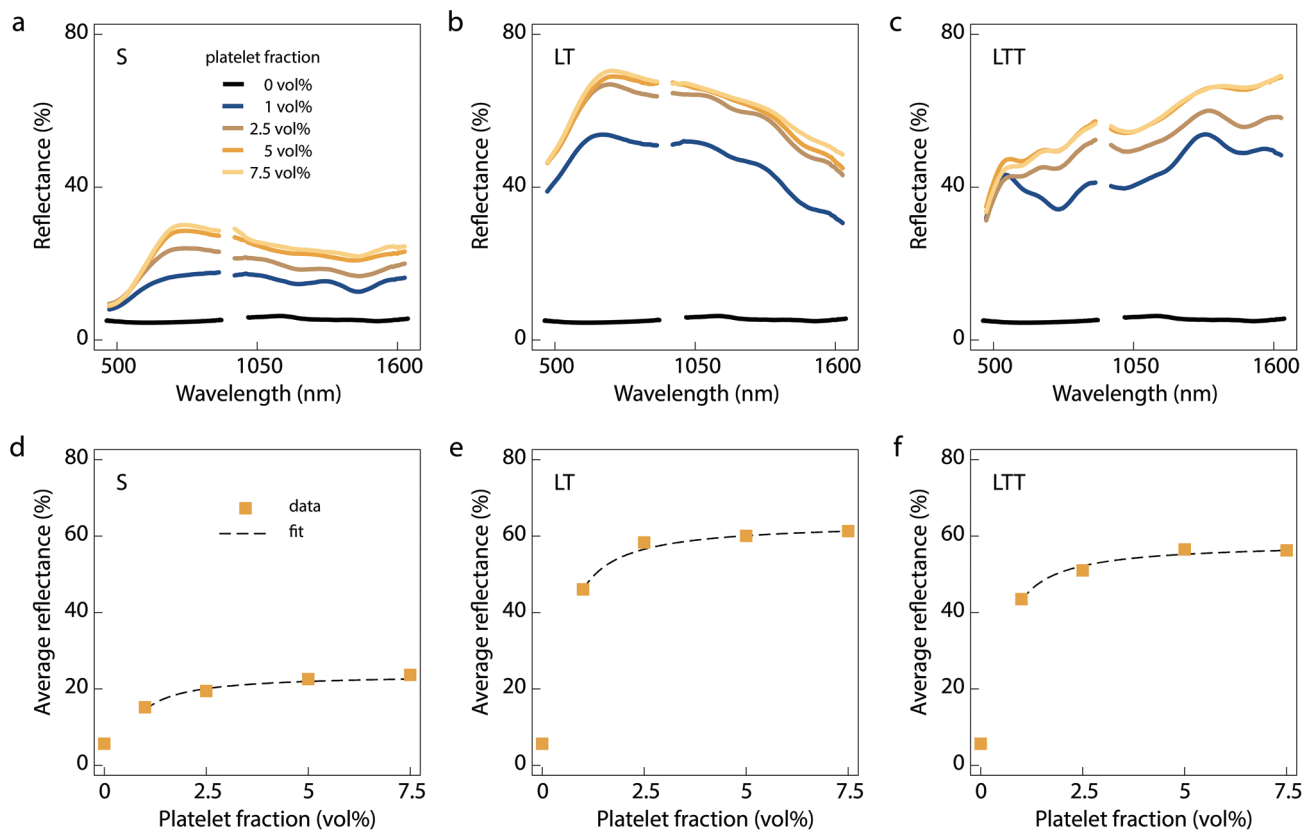 a
S
platelet fraction
0 vol%
1 vol%
2.5 vol%
5 vol%
7.5 vol%
80
40
0
Reflectance (%)
500
1050
1600
Wavelength (nm)
b
LT
80
40
0
Reflectance (%)
500
1050
1600
Wavelength (nm)
c
LTT
80
40
0
Reflectance (%)
500
1050
1600
Wavelength (nm)
d
S
data
fit
80
60
40
20
0
Average reflectance (%)
0
2.5
5
7.5
Platelet fraction (vol%)
e
LT
80
60
40
20
0
Average reflectance (%)
0
2.5
5
7.5
Platelet fraction (vol%)
f
LTT
80
60
40
20
0
Average reflectance (%)
0
2.5
5
7.5
Platelet fraction (vol%)